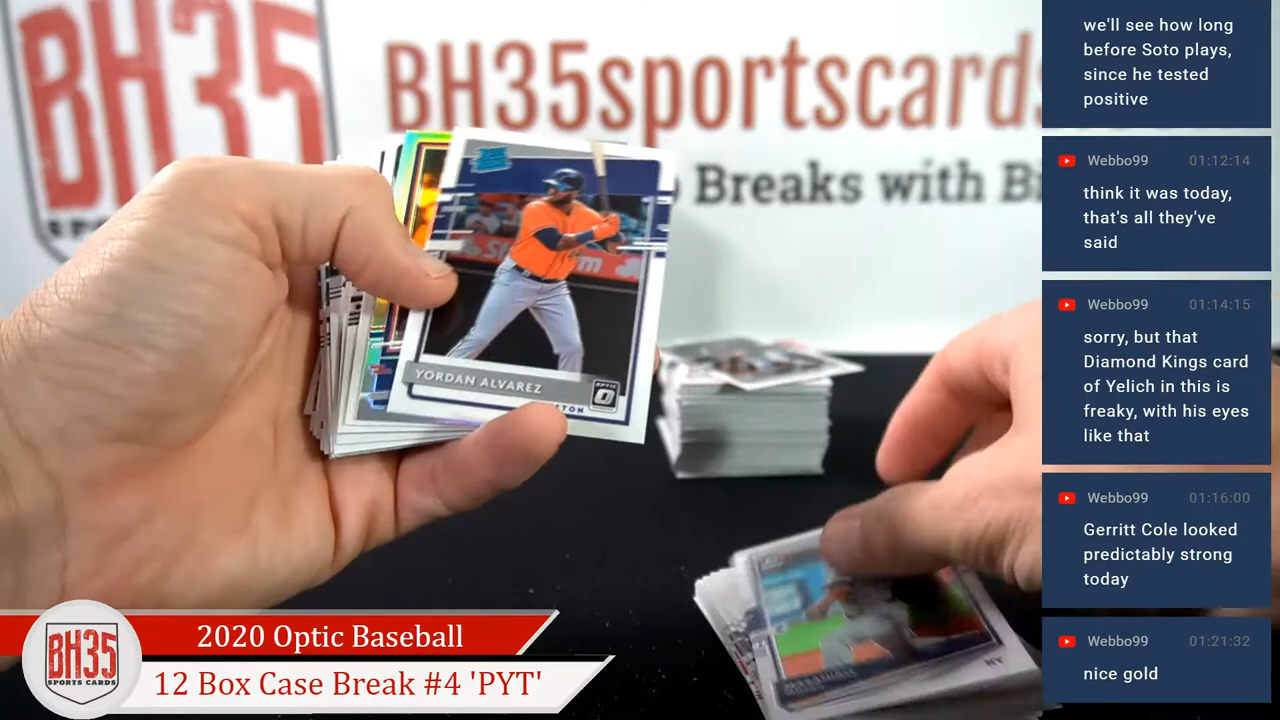 BH35
SPORTS
BH35sportscards
Breaks with Bi
YORDAN ALVAREZ
OPTIC
NY
2020 Optic Baseball
12 Box Case Break #4 'PYT'
BH35
SPORTS CARDS
we'll see how long
before Soto plays,
since he tested
positive
Webbo99 01:12:14
think it was today,
that's all they've
said
Webbo99 01:14:15
sorry, but that
Diamond Kings card
of Yelich in this is
freaky, with his eyes
like that
Webbo99 01:16:00
Gerritt Cole looked
predictably strong
today
Webbo99 01:21:32
nice gold